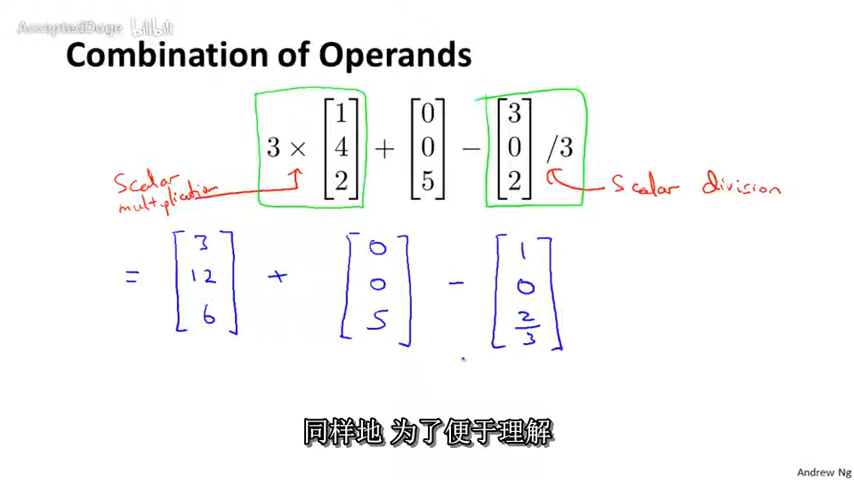 AcceptedDoge bilibili
Combination of Operands
3 × [1 4 2] + [0 0 5] − [3 0 2] /3
Scalar multiplication
Scalar division
= [3 12 6] + [0 0 5] − [1 0 2/3]
同样地 为了便于理解
Andrew Ng